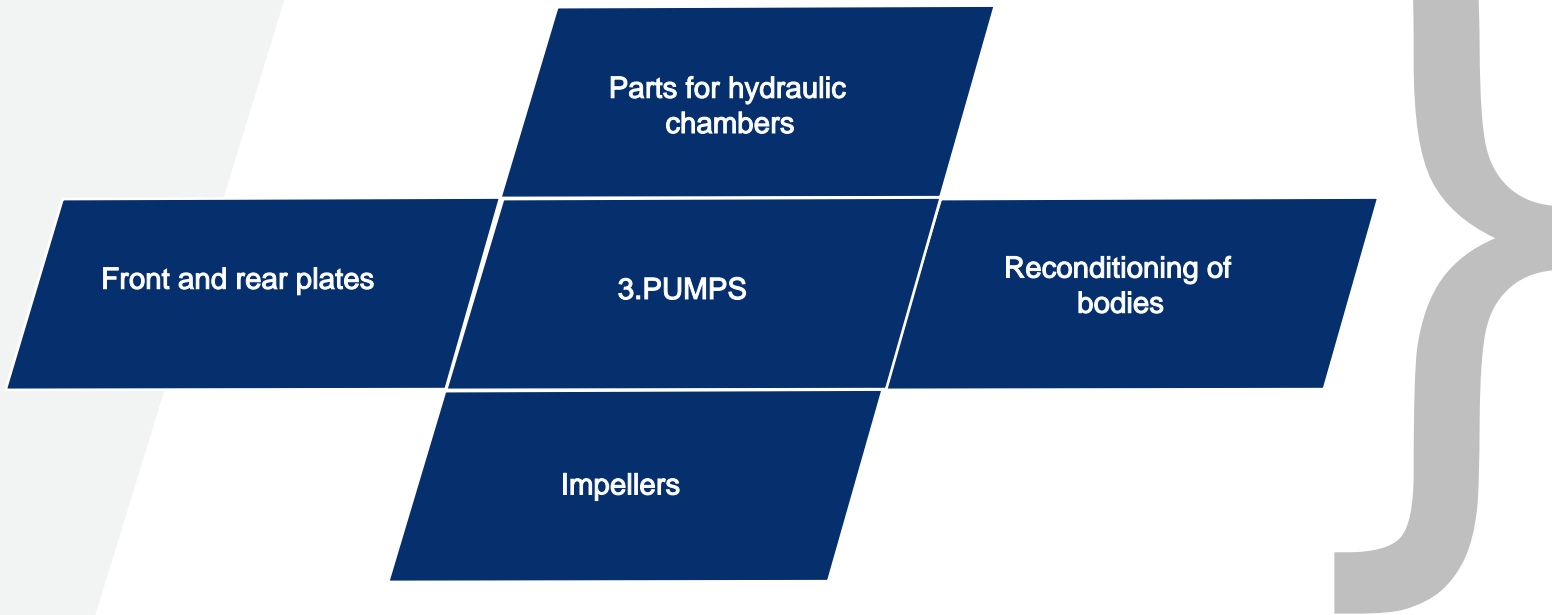 Parts for hydraulic
chambers
Front and rear plates
3.PUMPS
Reconditioning of
bodies
Impellers